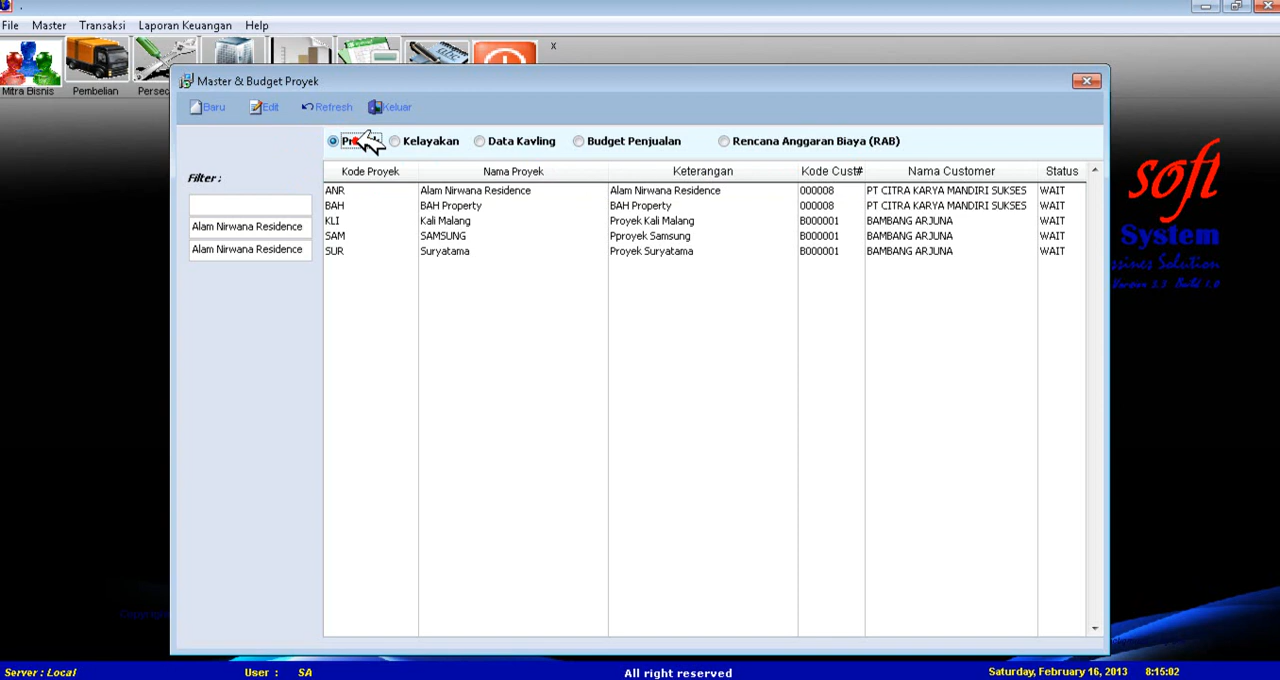 .
File Master Transaksi Laporan Keuangan Help
x
Mitra Bisnis Pembelian Persec
Master & Budget Proyek
Baru Edit Refresh Keluar
Kelayakan Data Kavling Budget Penjualan Rencana Anggaran Biaya (RAB)
Filter :
Alam Nirwana Residence
Alam Nirwana Residence
Kode Proyek Nama Proyek Keterangan Kode Cust# Nama Customer Status
ANR Alam Nirwana Residence Alam Nirwana Residence 000008 PT CITRA KARYA MANDIRI SUKSES WAIT
BAH BAH Property BAH Property 000008 PT CITRA KARYA MANDIRI SUKSES WAIT
KLI Kali Malang Proyek Kali Malang B000001 BAMBANG ARJUNA WAIT
SAM SAMSUNG Pproyek Samsung B000001 BAMBANG ARJUNA WAIT
SUR Suryatama Proyek Suryatama B000001 BAMBANG ARJUNA WAIT
soft
System
ssines Solution
Server : Local User : SA All right reserved Saturday, February 16, 2013 8:15:02